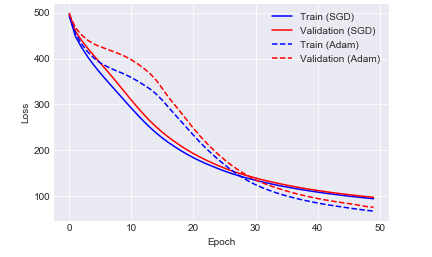 500
400
300
200
100
Loss
Train (SGD)
Validation (SGD)
Train (Adam)
Validation (Adam)
0 10 20 30 40 50
Epoch